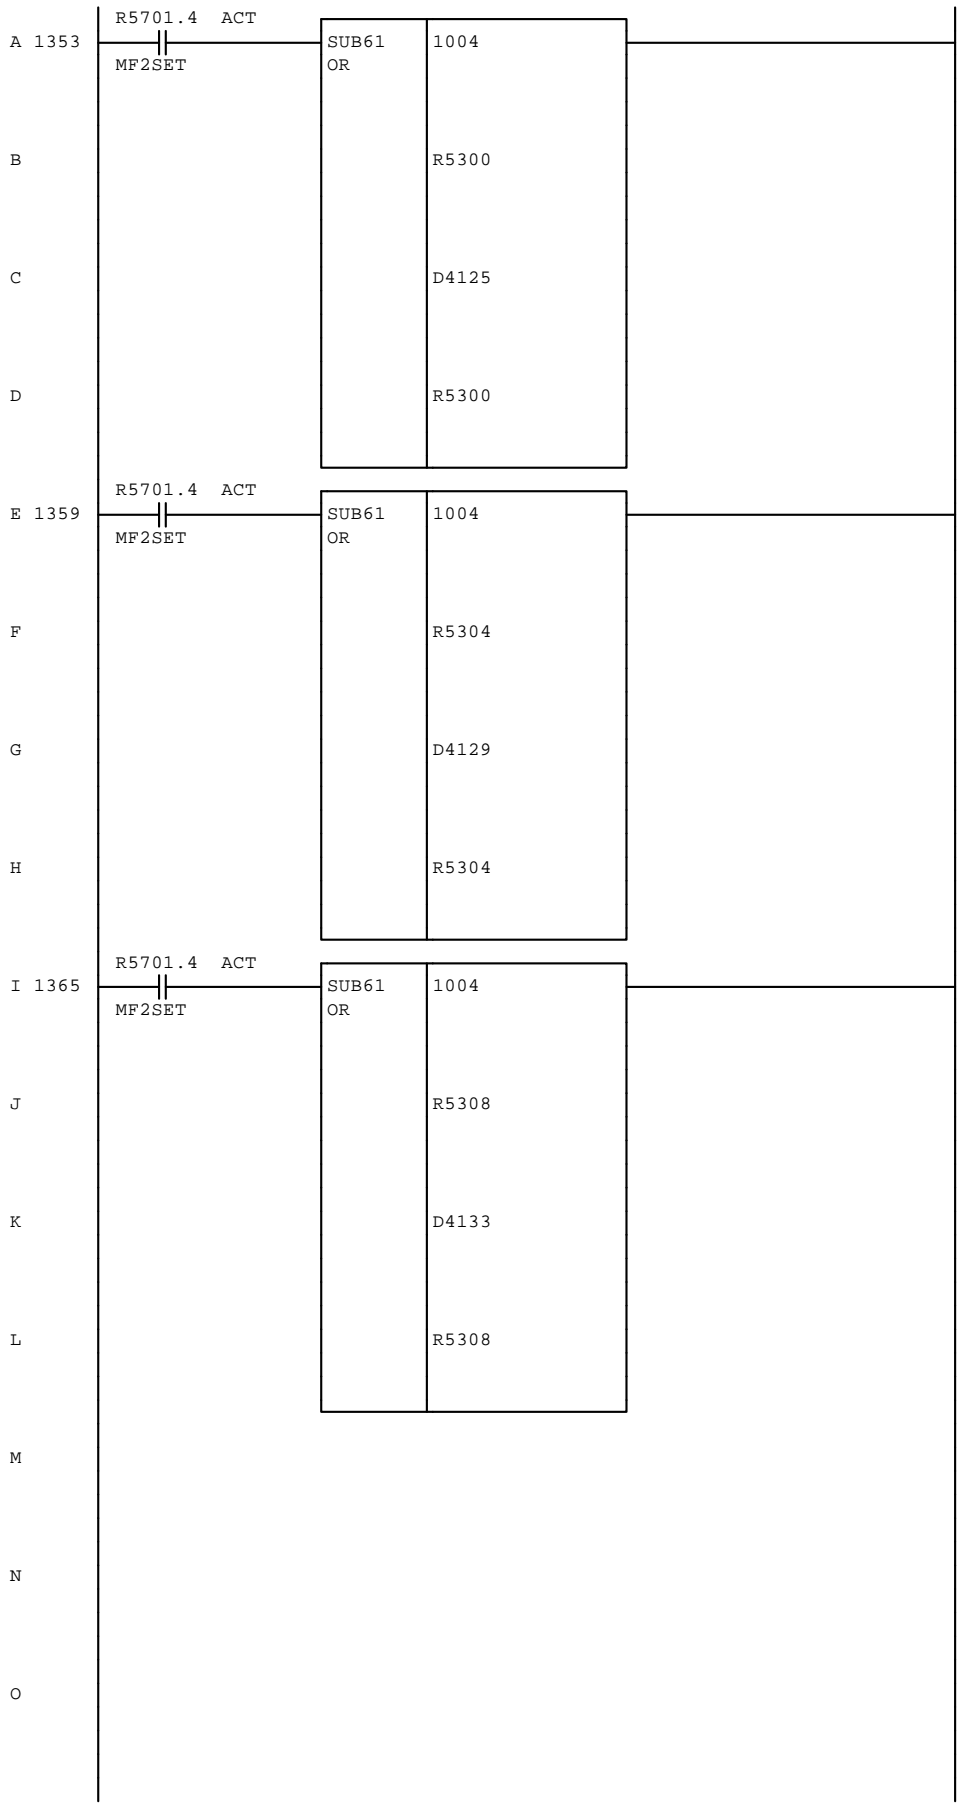 R5701.4 ACT
A 1353 SUB61 1004
MF2SET OR
B R5300
C D4125
D R5300
R5701.4 ACT
E 1359 SUB61 1004
MF2SET OR
F R5304
G D4129
H R5304
R5701.4 ACT
I 1365 SUB61 1004
MF2SET OR
J R5308
K D4133
L R5308
M
N
O